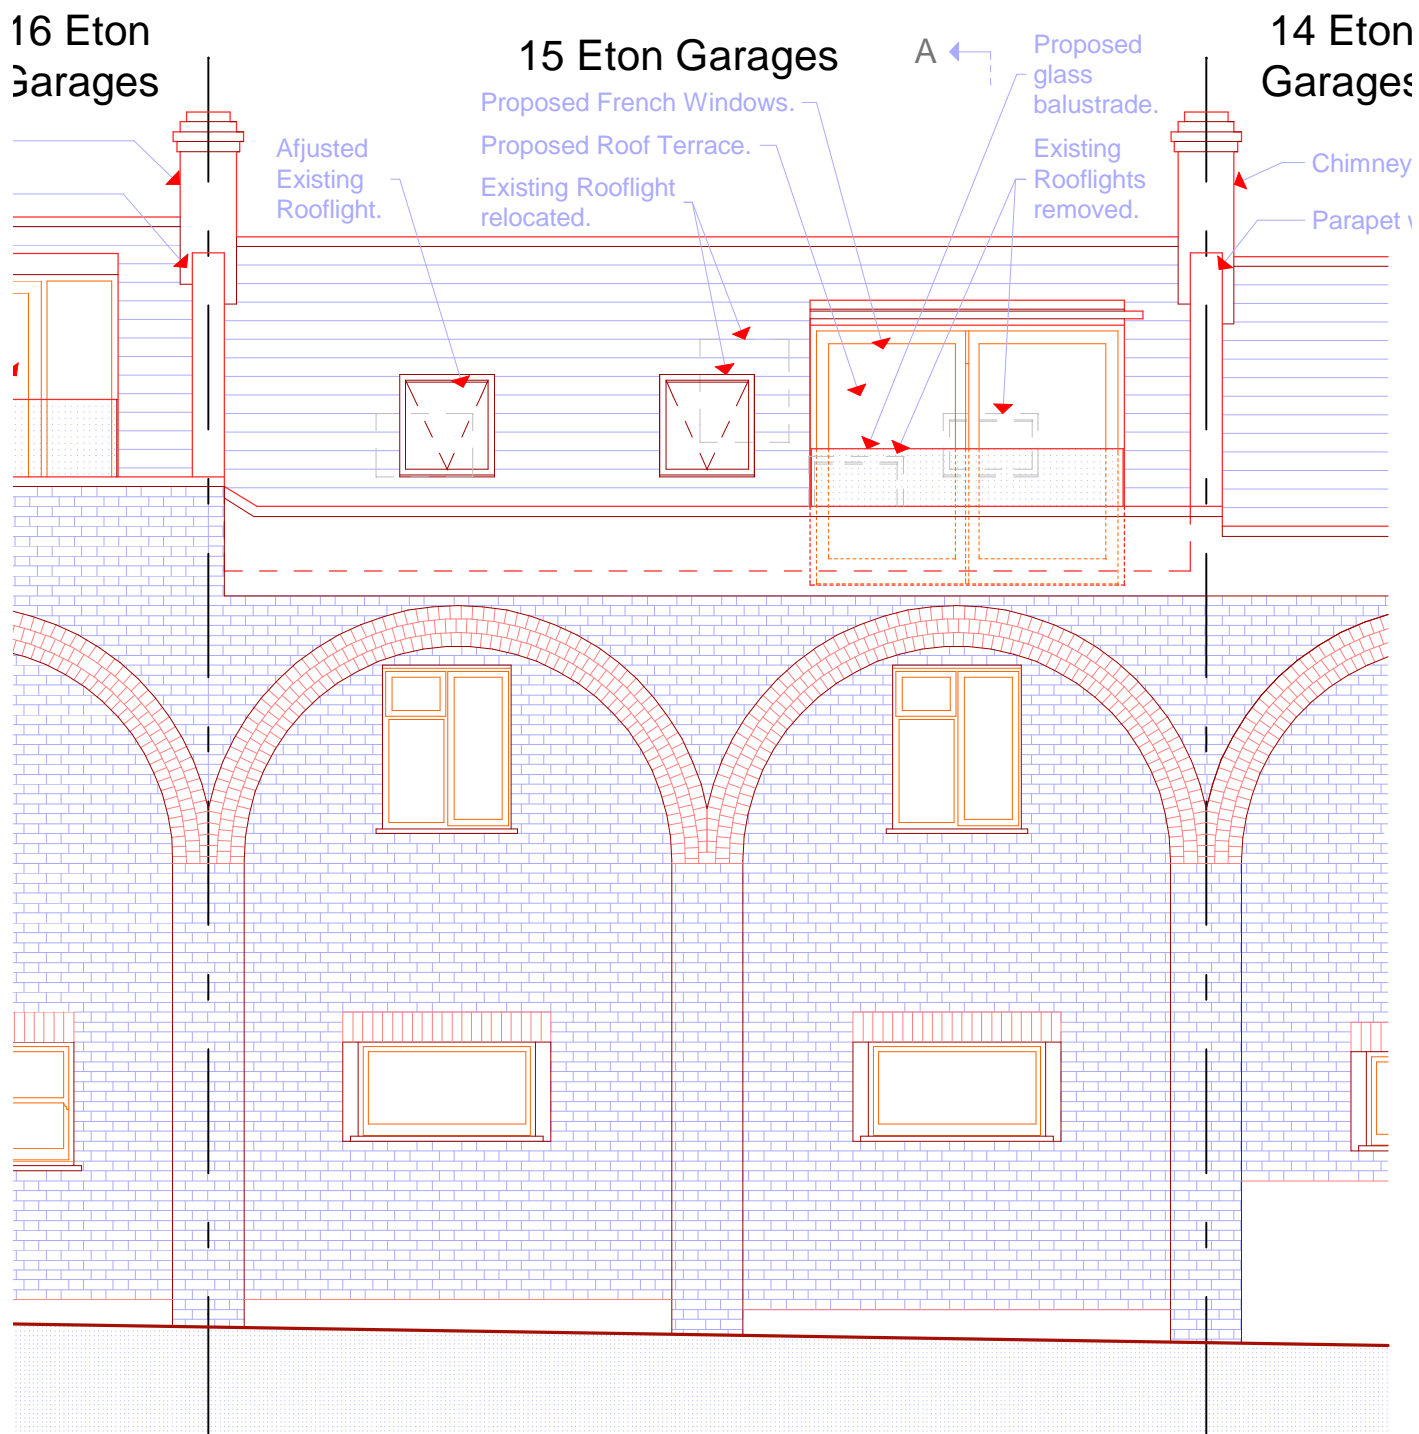 16 Eton
Garages
15 Eton Garages
A
14 Eton
Garages
Proposed French Windows.
Proposed Roof Terrace.
Existing Rooflight
relocated.
Afjusted
Existing
Rooflight.
Proposed
glass
balustrade.
Existing
Rooflights
removed.
Chimney
Parapet